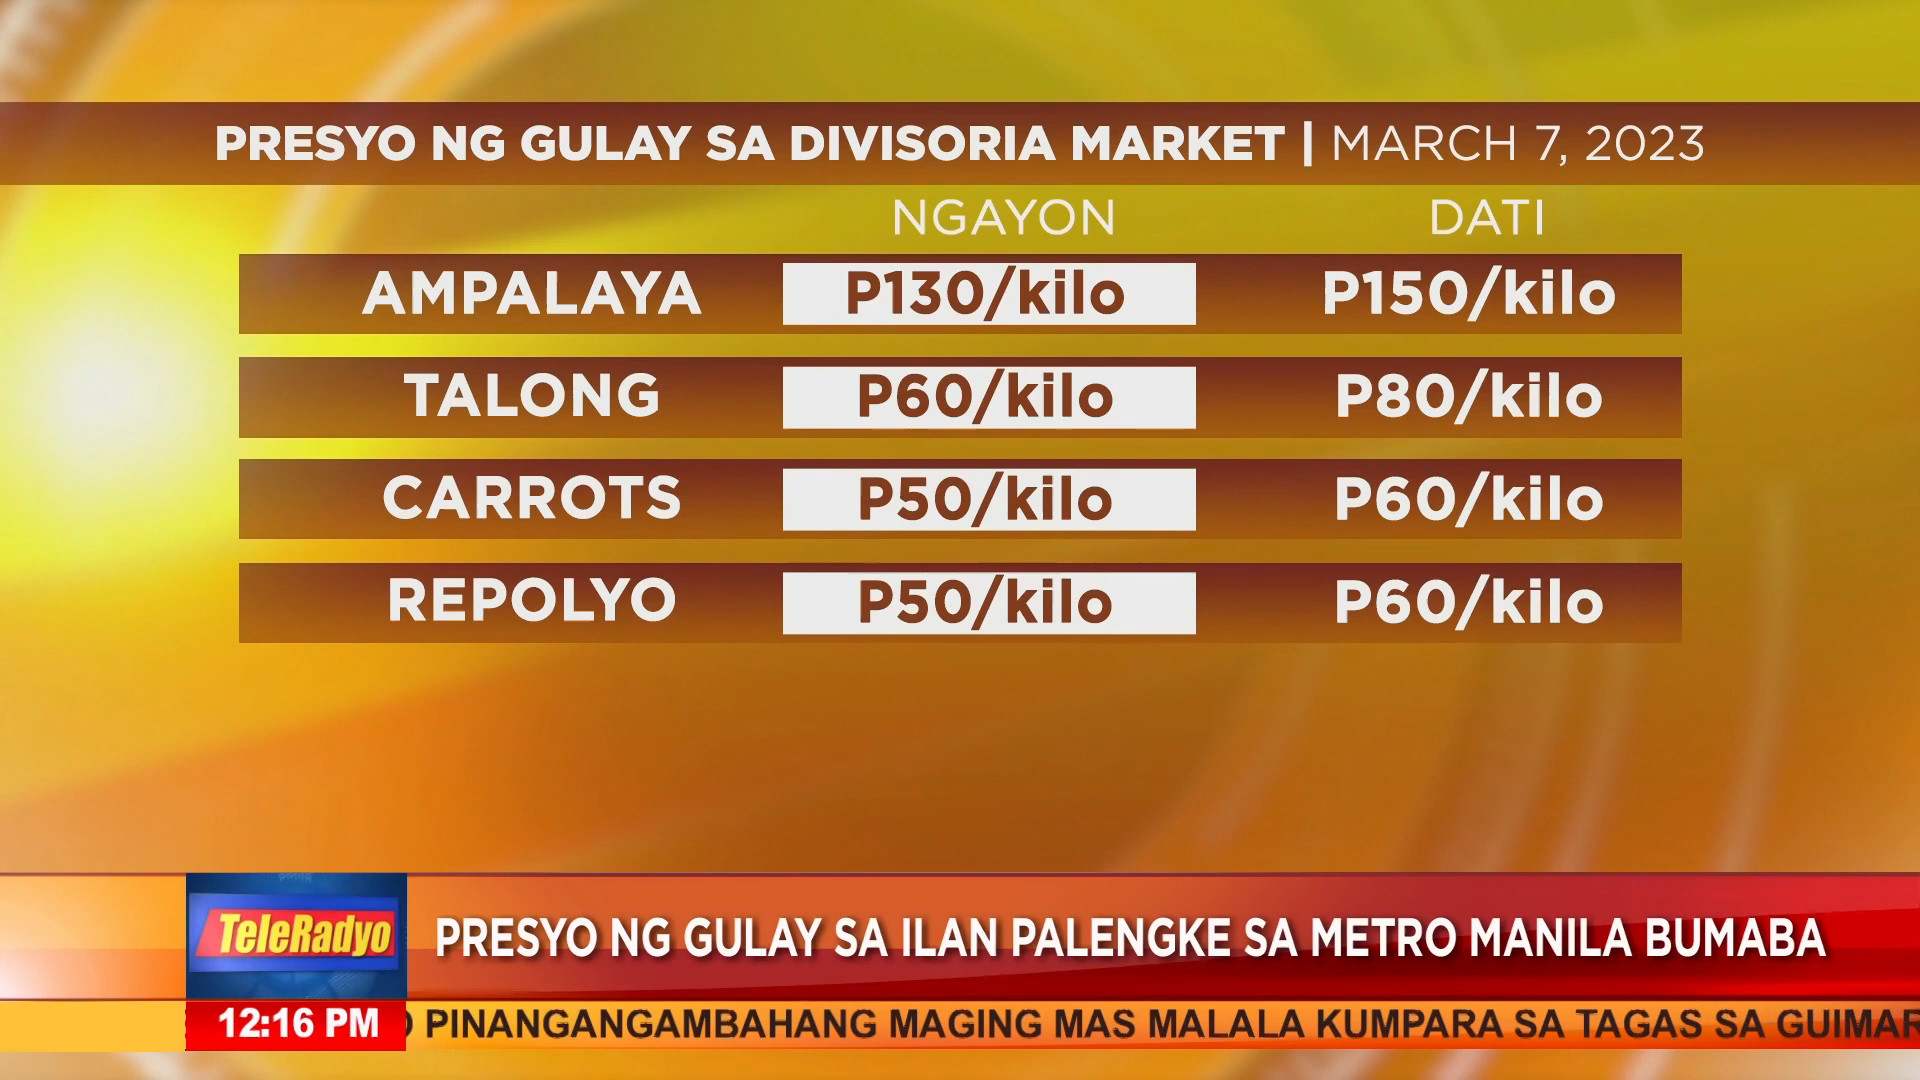 PRESYO NG GULAY SA DIVISORIA MARKET | MARCH 7, 2023
NGAYON DATI
AMPALAYA P130/kilo P150/kilo
TALONG P60/kilo P80/kilo
CARROTS P50/kilo P60/kilo
REPOLYO P50/kilo P60/kilo
TeleRadyo
PRESYO NG GULAY SA ILAN PALENGKE SA METRO MANILA BUMABA
12:16 PM PINANGANGAMBAHANG MAGING MAS MALALA KUMPARA SA TAGAS SA GUIMAR